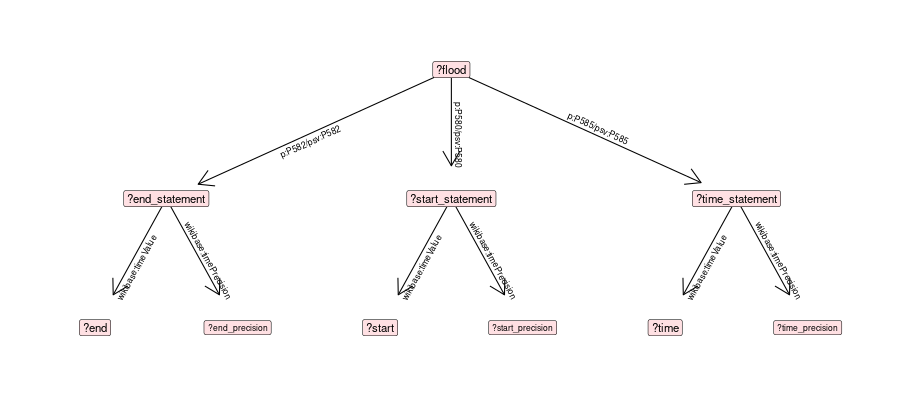 ?flood
p:P582/psv:P582
p:P580/psv:P580
p:P585/psv:P585
?end_statement
?start_statement
?time_statement
wikibase:timeValue
wikibase:timePrecision
wikibase:timeValue
wikibase:timePrecision
wikibase:timeValue
wikibase:timePrecision
?end
?end_precision
?start
?start_precision
?time
?time_precision